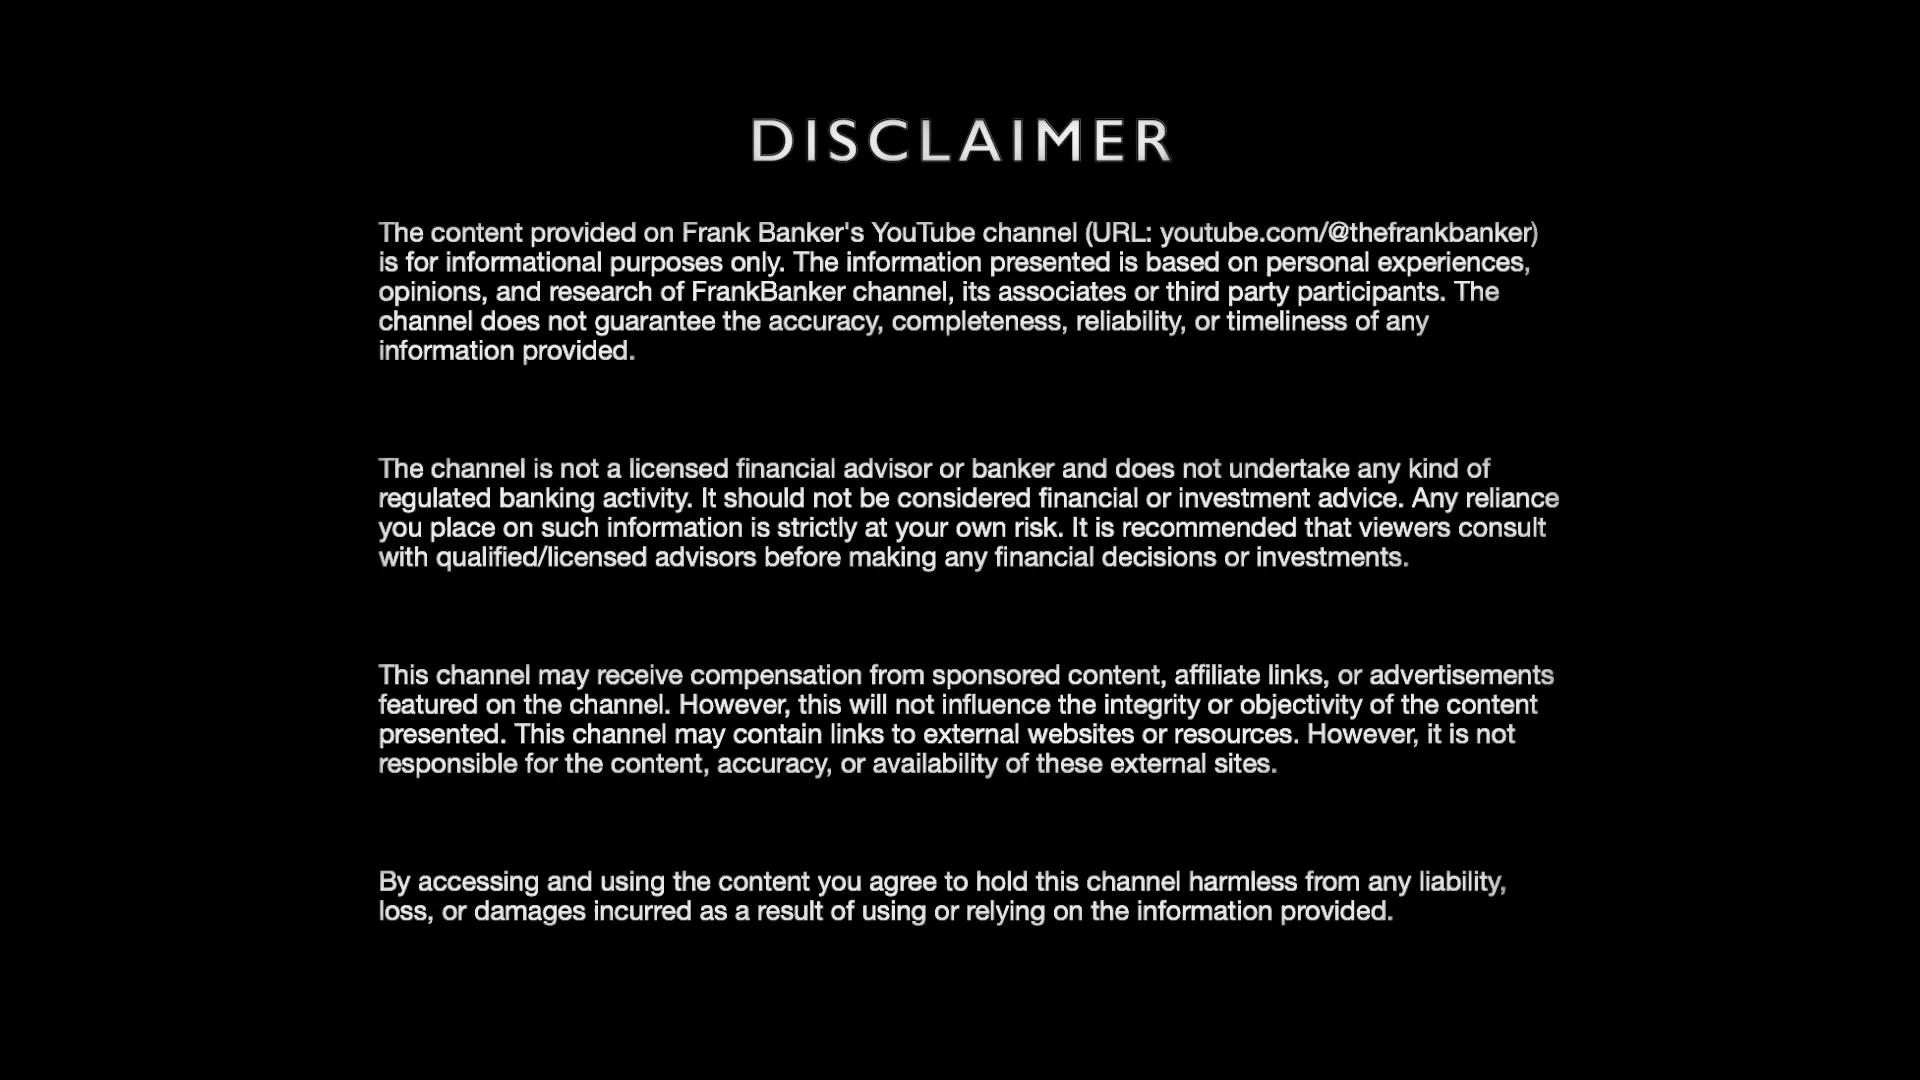 DISCLAIMER
The content provided on Frank Banker's YouTube channel (URL: youtube.com/@thefrankbanker)
is for informational purposes only. The information presented is based on personal experiences,
opinions, and research of FrankBanker channel, its associates or third party participants. The
channel does not guarantee the accuracy, completeness, reliability, or timeliness of any
information provided.
The channel is not a licensed financial advisor or banker and does not undertake any kind of
regulated banking activity. It should not be considered financial or investment advice. Any reliance
you place on such information is strictly at your own risk. It is recommended that viewers consult
with qualified/licensed advisors before making any financial decisions or investments.
This channel may receive compensation from sponsored content, affiliate links, or advertisements
featured on the channel. However, this will not influence the integrity or objectivity of the content
presented. This channel may contain links to external websites or resources. However, it is not
responsible for the content, accuracy, or availability of these external sites.
By accessing and using the content you agree to hold this channel harmless from any liability,
loss, or damages incurred as a result of using or relying on the information provided.